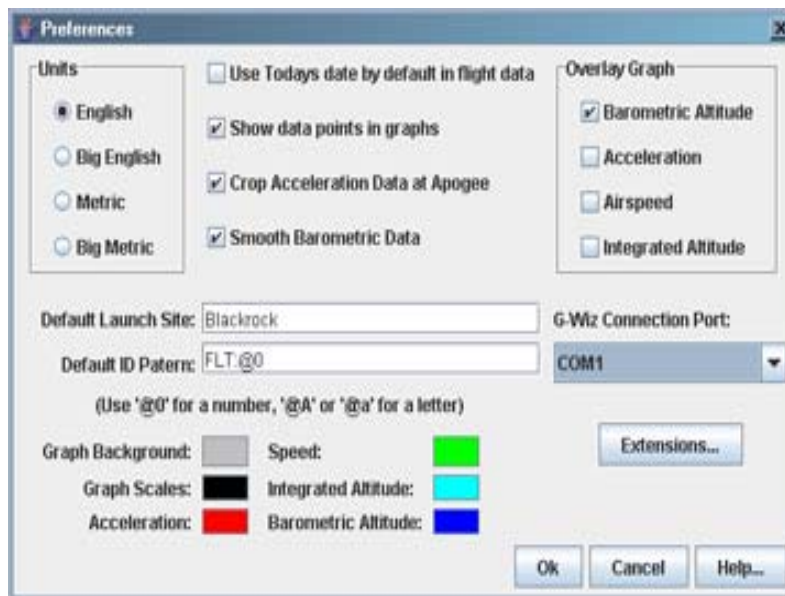 Preferences
Units
English
Big English
Metric
Big Metric
Use Todays date by default in flight data
Show data points in graphs
Crop Acceleration Data at Apogee
Smooth Barometric Data
Overlay Graph
Barometric Altitude
Acceleration
Airspeed
Integrated Altitude
Default Launch Site: Blackrock
Default ID Patern: FLT:@0
(Use '@0' for a number, '@A' or '@a' for a letter)
G-Wiz Connection Port:
COM1
Extensions...
Graph Background:
Speed:
Graph Scales:
Integrated Altitude:
Acceleration:
Barometric Altitude:
Ok
Cancel
Help...